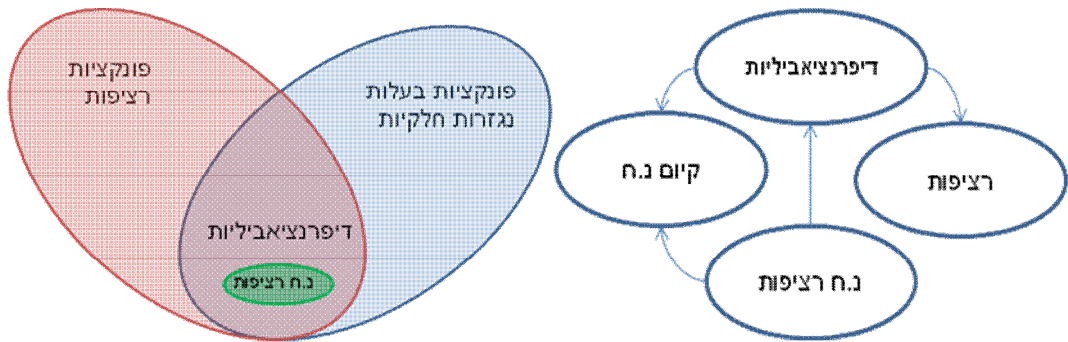 פונקציות
רציפות
פונקציות בעלות
נגזרות חלקיות
דיפרנציאביליות
נ.ח רציפות
דיפרנציאביליות
קיום נ.ח
רציפות
נ.ח רציפות